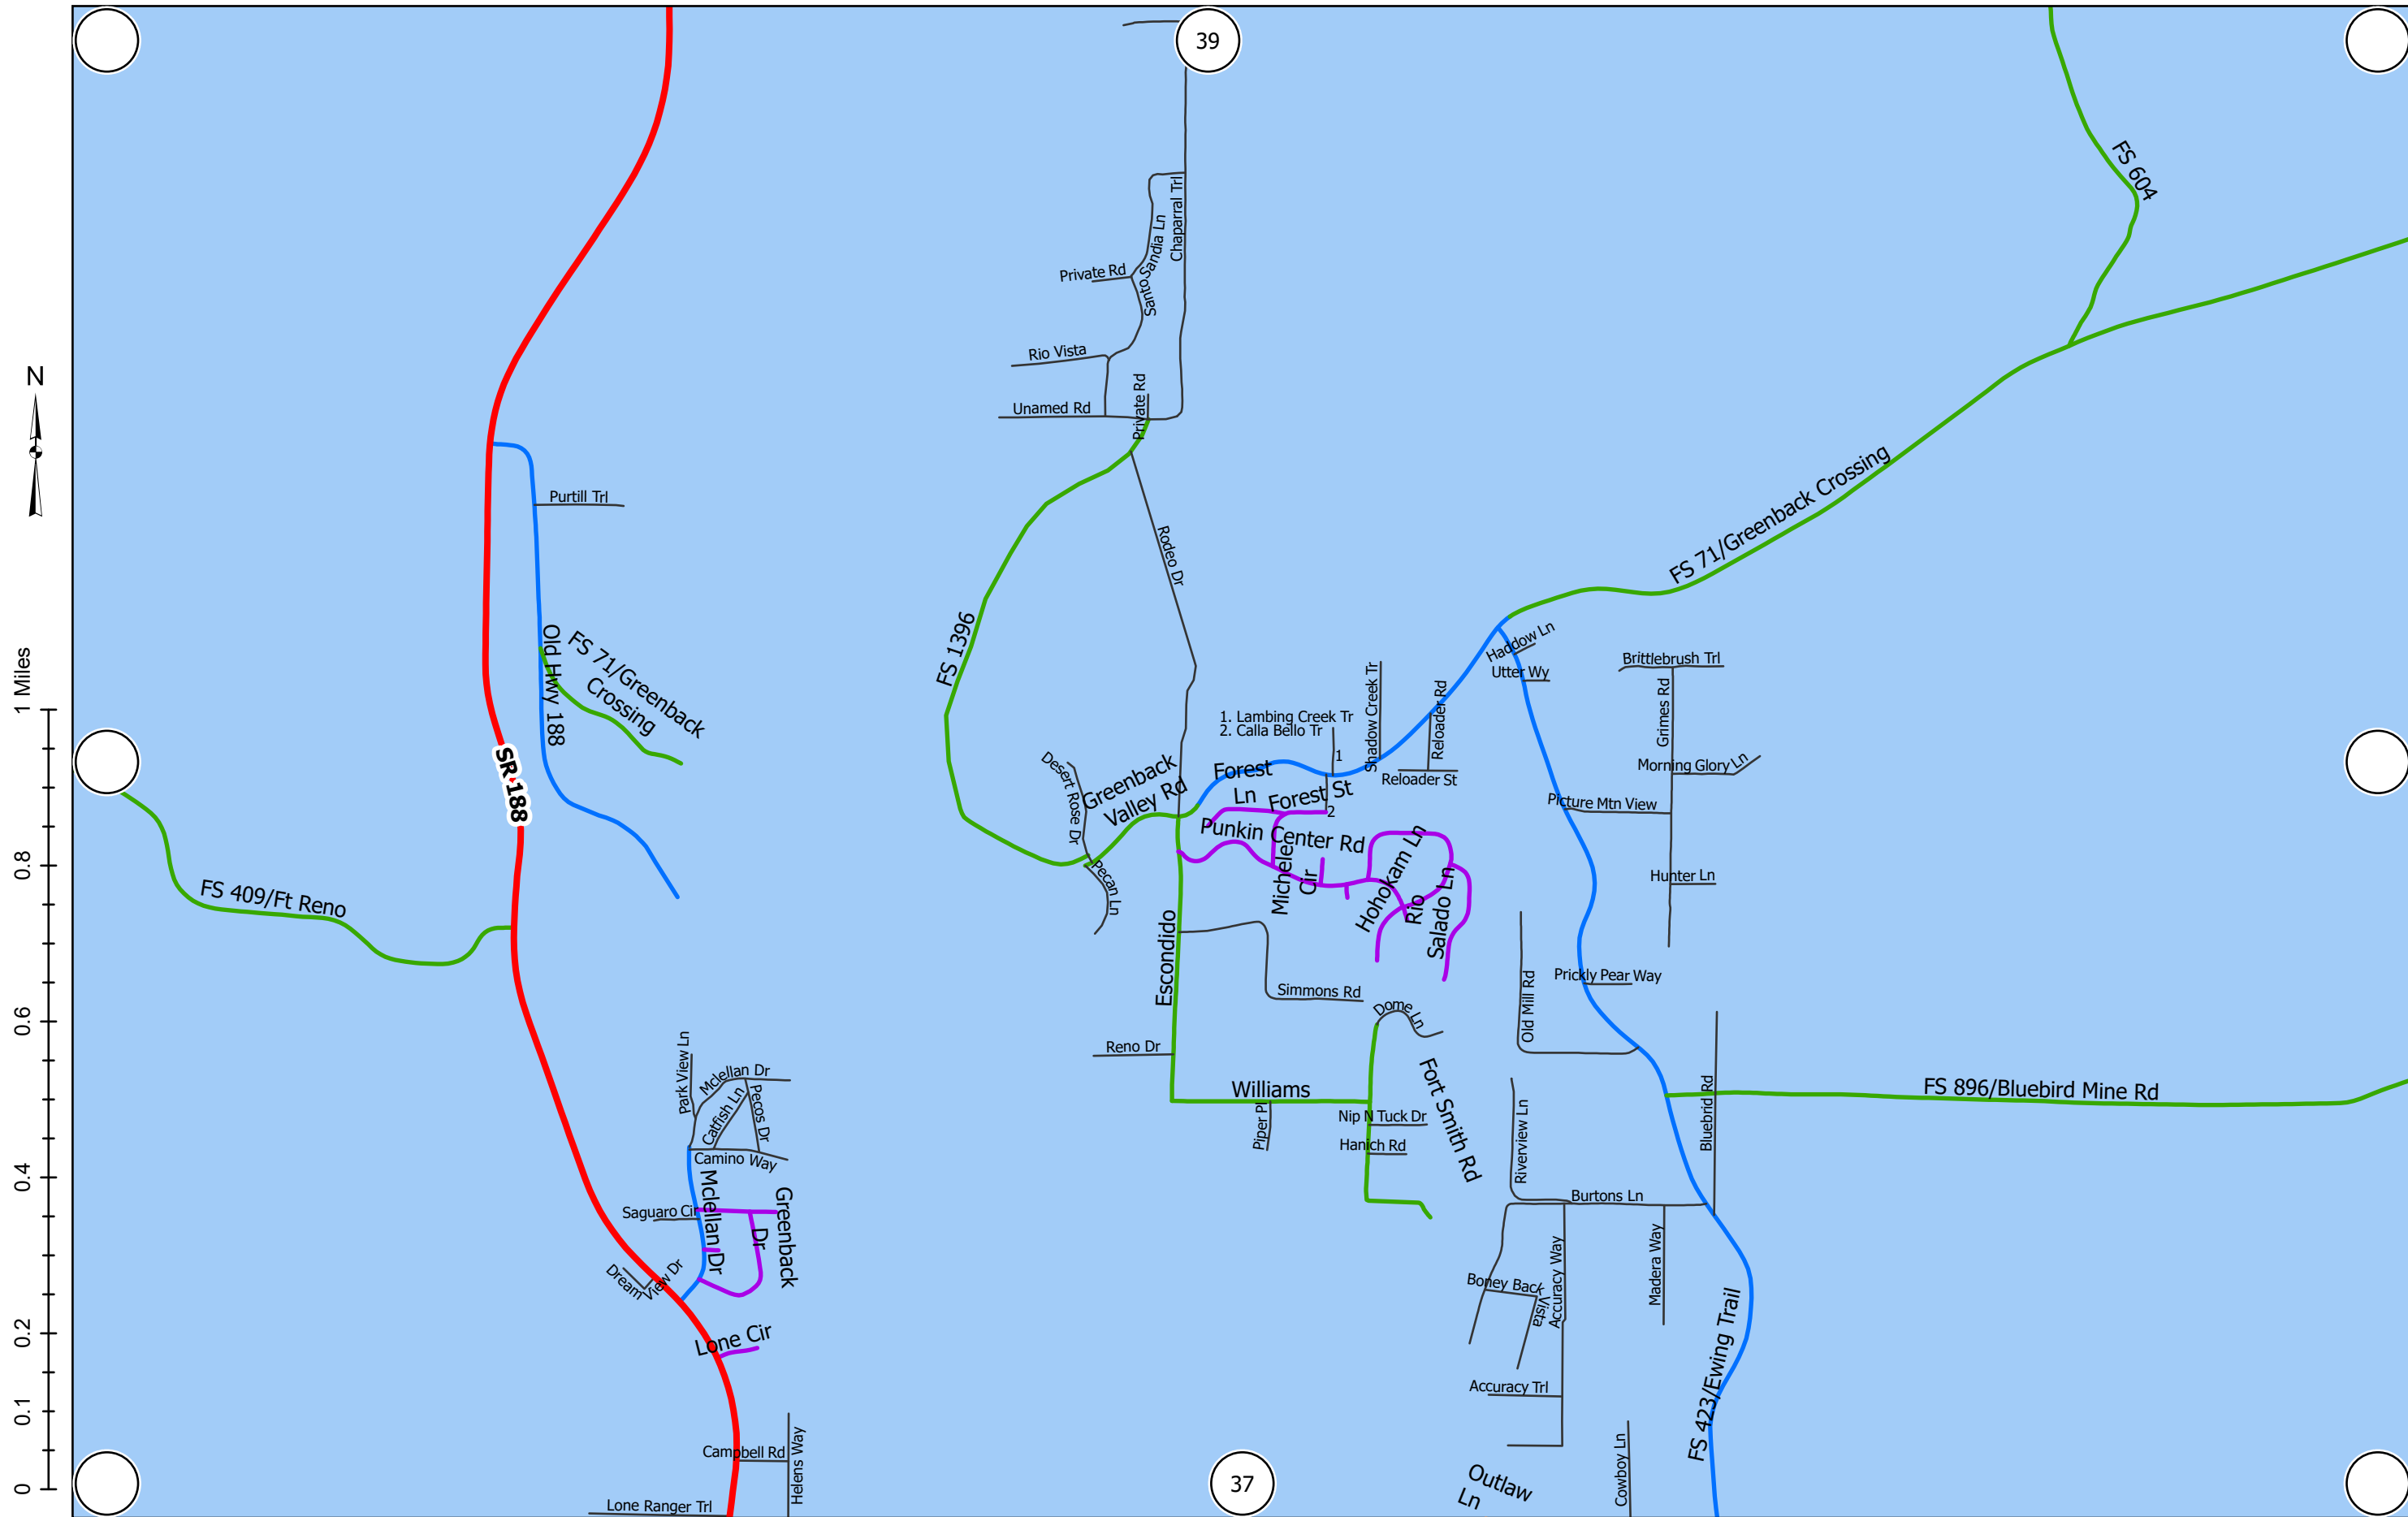 39
FS 604
Chaparral Trl
Santo Sandia Ln
Private Rd
N
Rio Vista
Private Rd
Unamed Rd
Purtill Trl
FS 71/Greenback Crossing
Rodeo Dr
FS 1396
Old Hwy 188
FS 71/Greenback
Crossing
Haddow Ln
Utter Wy
Brittlebrush Trl
Grimes Rd
1 Miles
1. Lambing Creek Tr
2. Calla Bello Tr
1
Shadow Creek Tr
Reloader Rd
Reloader St
Morning Glory Ln
SR 188
Desert Rose Dr
Greenback
Valley Rd
Forest
Ln
Forest St
2
Picture Mtn View
Punkin Center Rd
0.8
Pecan Ln
Michele
Cir
Hohokam Ln
Rio
Salado Ln
Hunter Ln
FS 409/Ft Reno
Escondido
Simmons Rd
Old Mill Rd
Prickly Pear Way
0.6
Dome Ln
Reno Dr
Park View Ln
Mclellan Dr
Catfish Ln
Pecos Dr
Camino Way
Williams
Piper Pl
Nip N Tuck Dr
Hanich Rd
Fort Smith Rd
Riverview Ln
Bluebrid Rd
FS 896/Bluebird Mine Rd
0.4
Mclellan Dr
Saguaro Cir
Greenback
Dr
Burtons Ln
Dream View Dr
Boney Back
Vista
Accuracy Way
Madera Way
0.2
Lone Cir
FS 423/Ewing Trail
0.1
Accuracy Trl
Campbell Rd
Helens Way
Cowboy Ln
Outlaw
Ln
0
37
Lone Ranger Trl